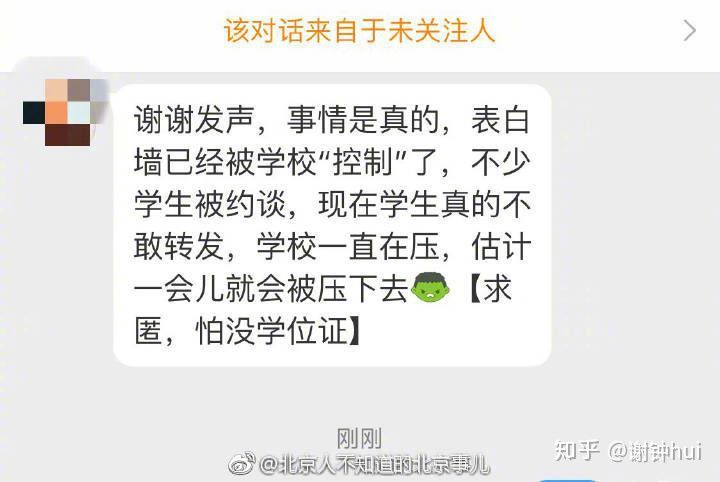 该对话来自于未关注人
谢谢发声，事情是真的，表白
墙已经被学校“控制”了，不少
学生被约谈，现在学生真的不
敢转发，学校一直在压，估计
一会儿就会被压下去【求
匿，怕没学位证】
刚刚
@北京人不知道的北京事儿
知乎 @谢钟hui